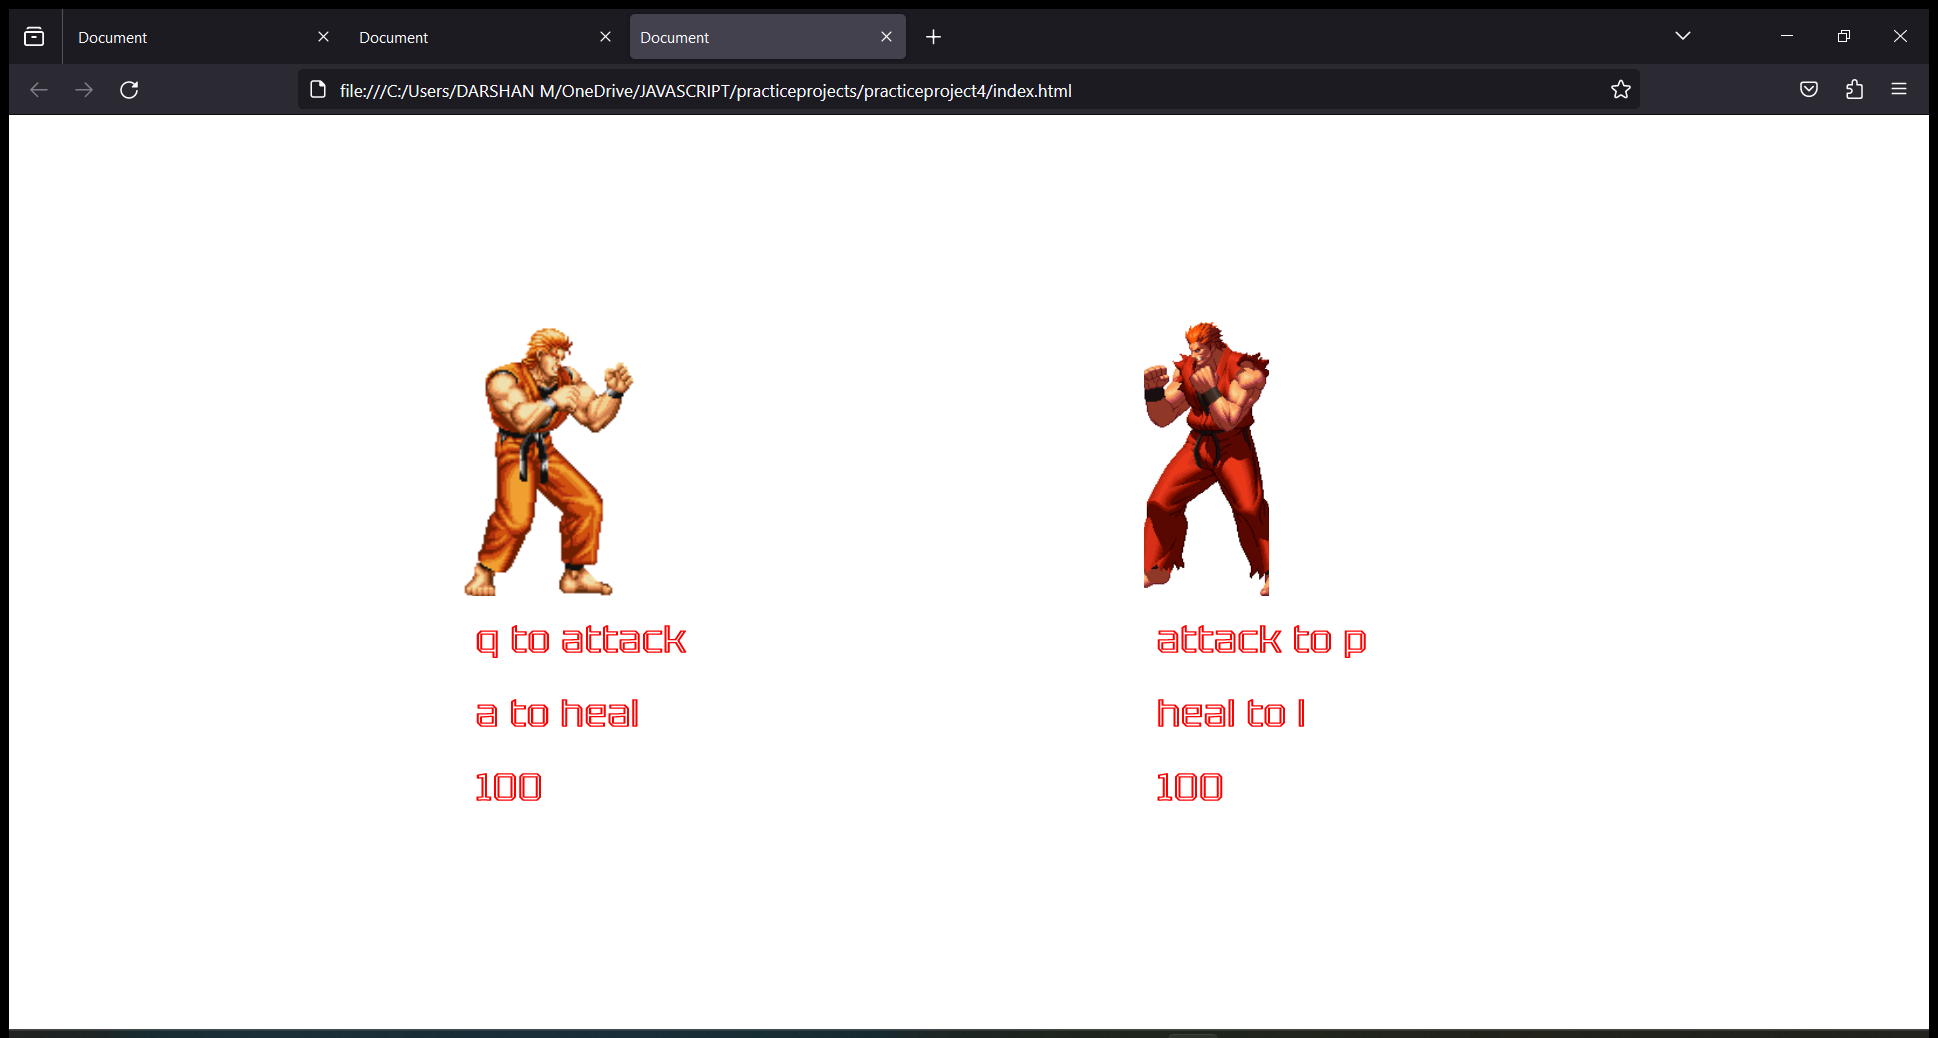 Document
Document
Document
file:///C:/Users/DARSHAN M/OneDrive/JAVASCRIPT/practiceprojects/practiceproject4/index.html
q to attack
a to heal
100
attack to p
heal to l
100